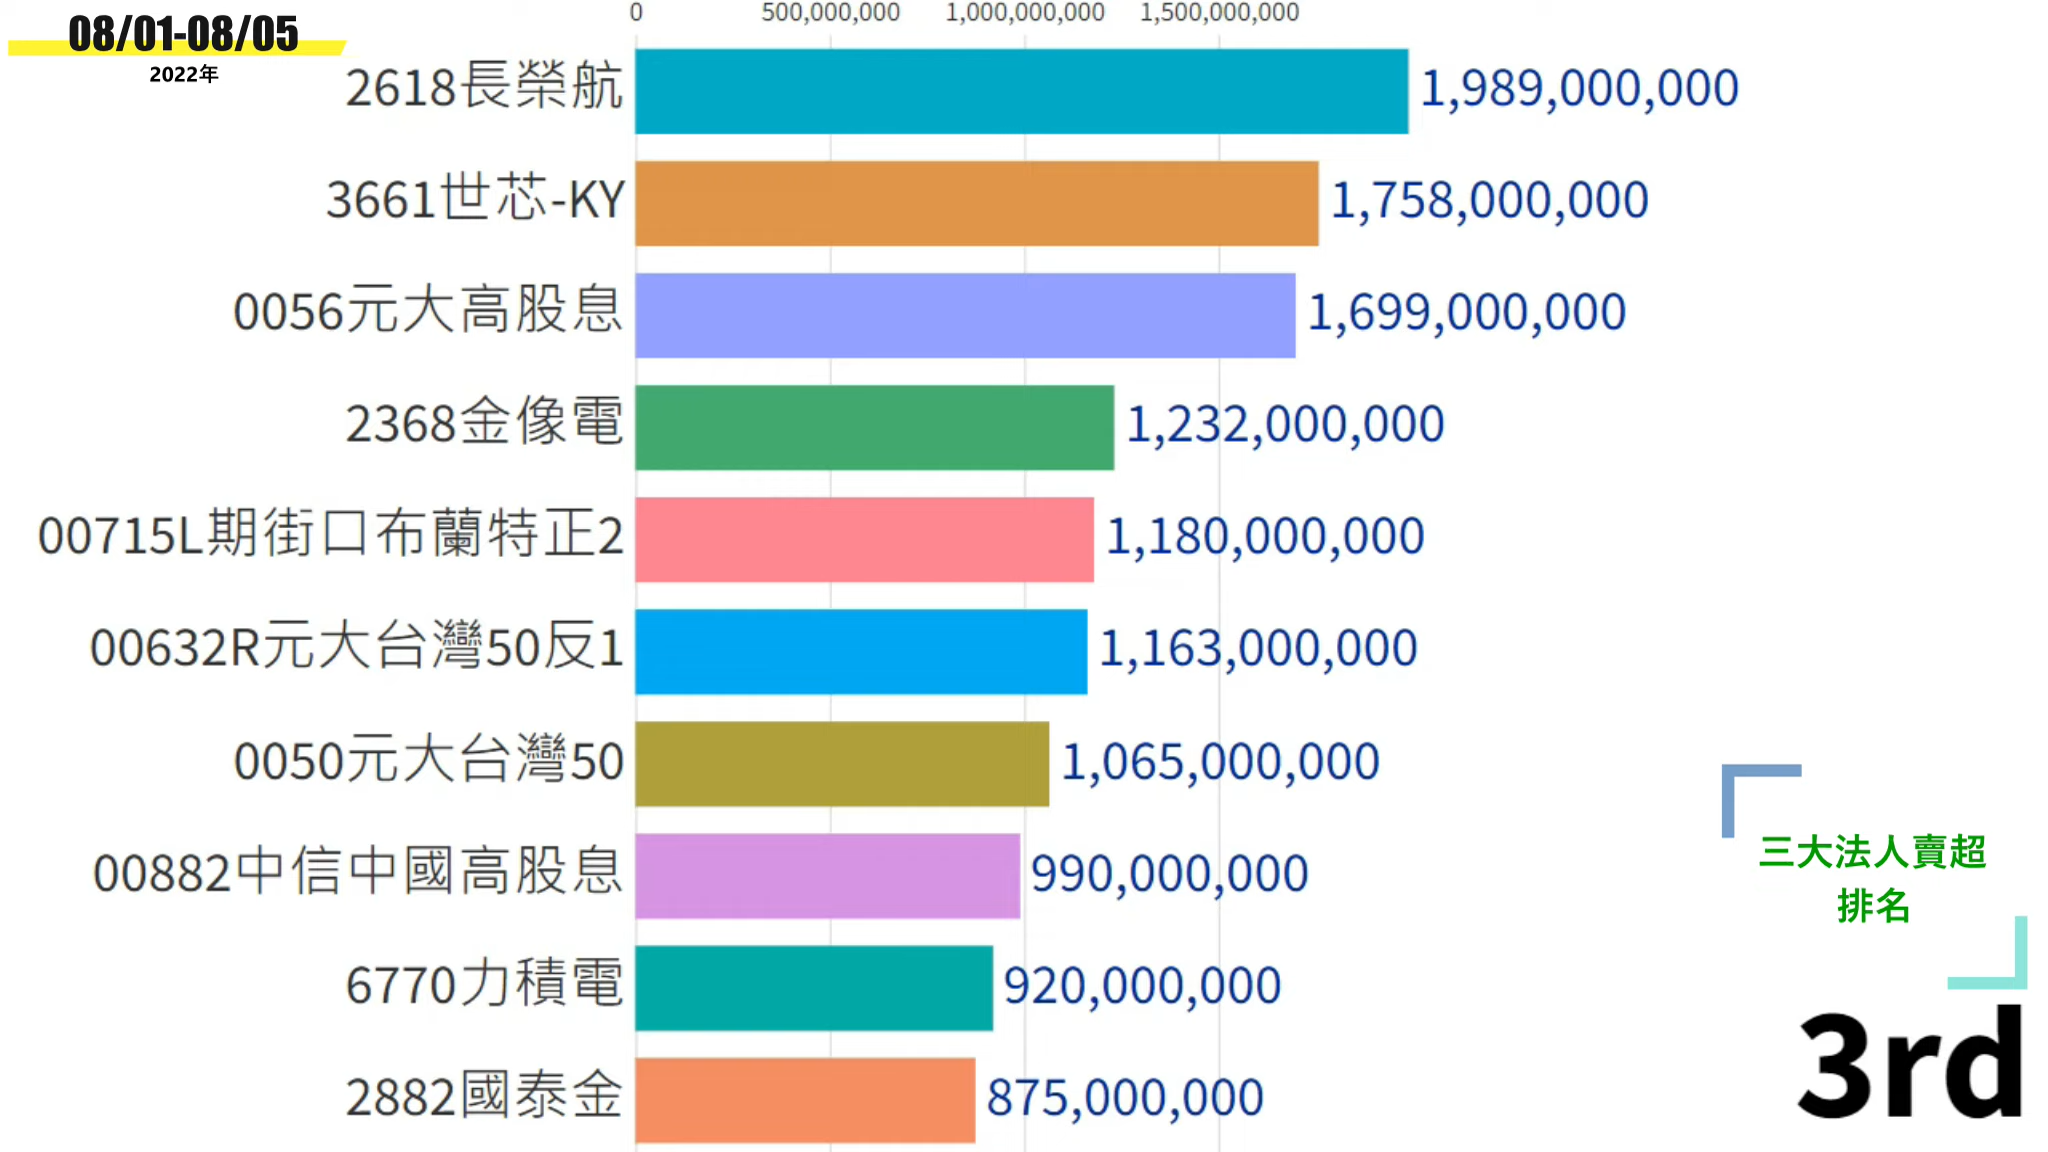 08/01-08/05
2022年
0 500,000,000 1,000,000,000 1,500,000,000
2618長榮航 1,989,000,000
3661世芯-KY 1,758,000,000
0056元大高股息 1,699,000,000
2368金像電 1,232,000,000
00715L期街口布蘭特正2 1,180,000,000
00632R元大台灣50反1 1,163,000,000
0050元大台灣50 1,065,000,000
00882中信中國高股息 990,000,000
6770力積電 920,000,000
2882國泰金 875,000,000
三大法人賣超
排名
3rd